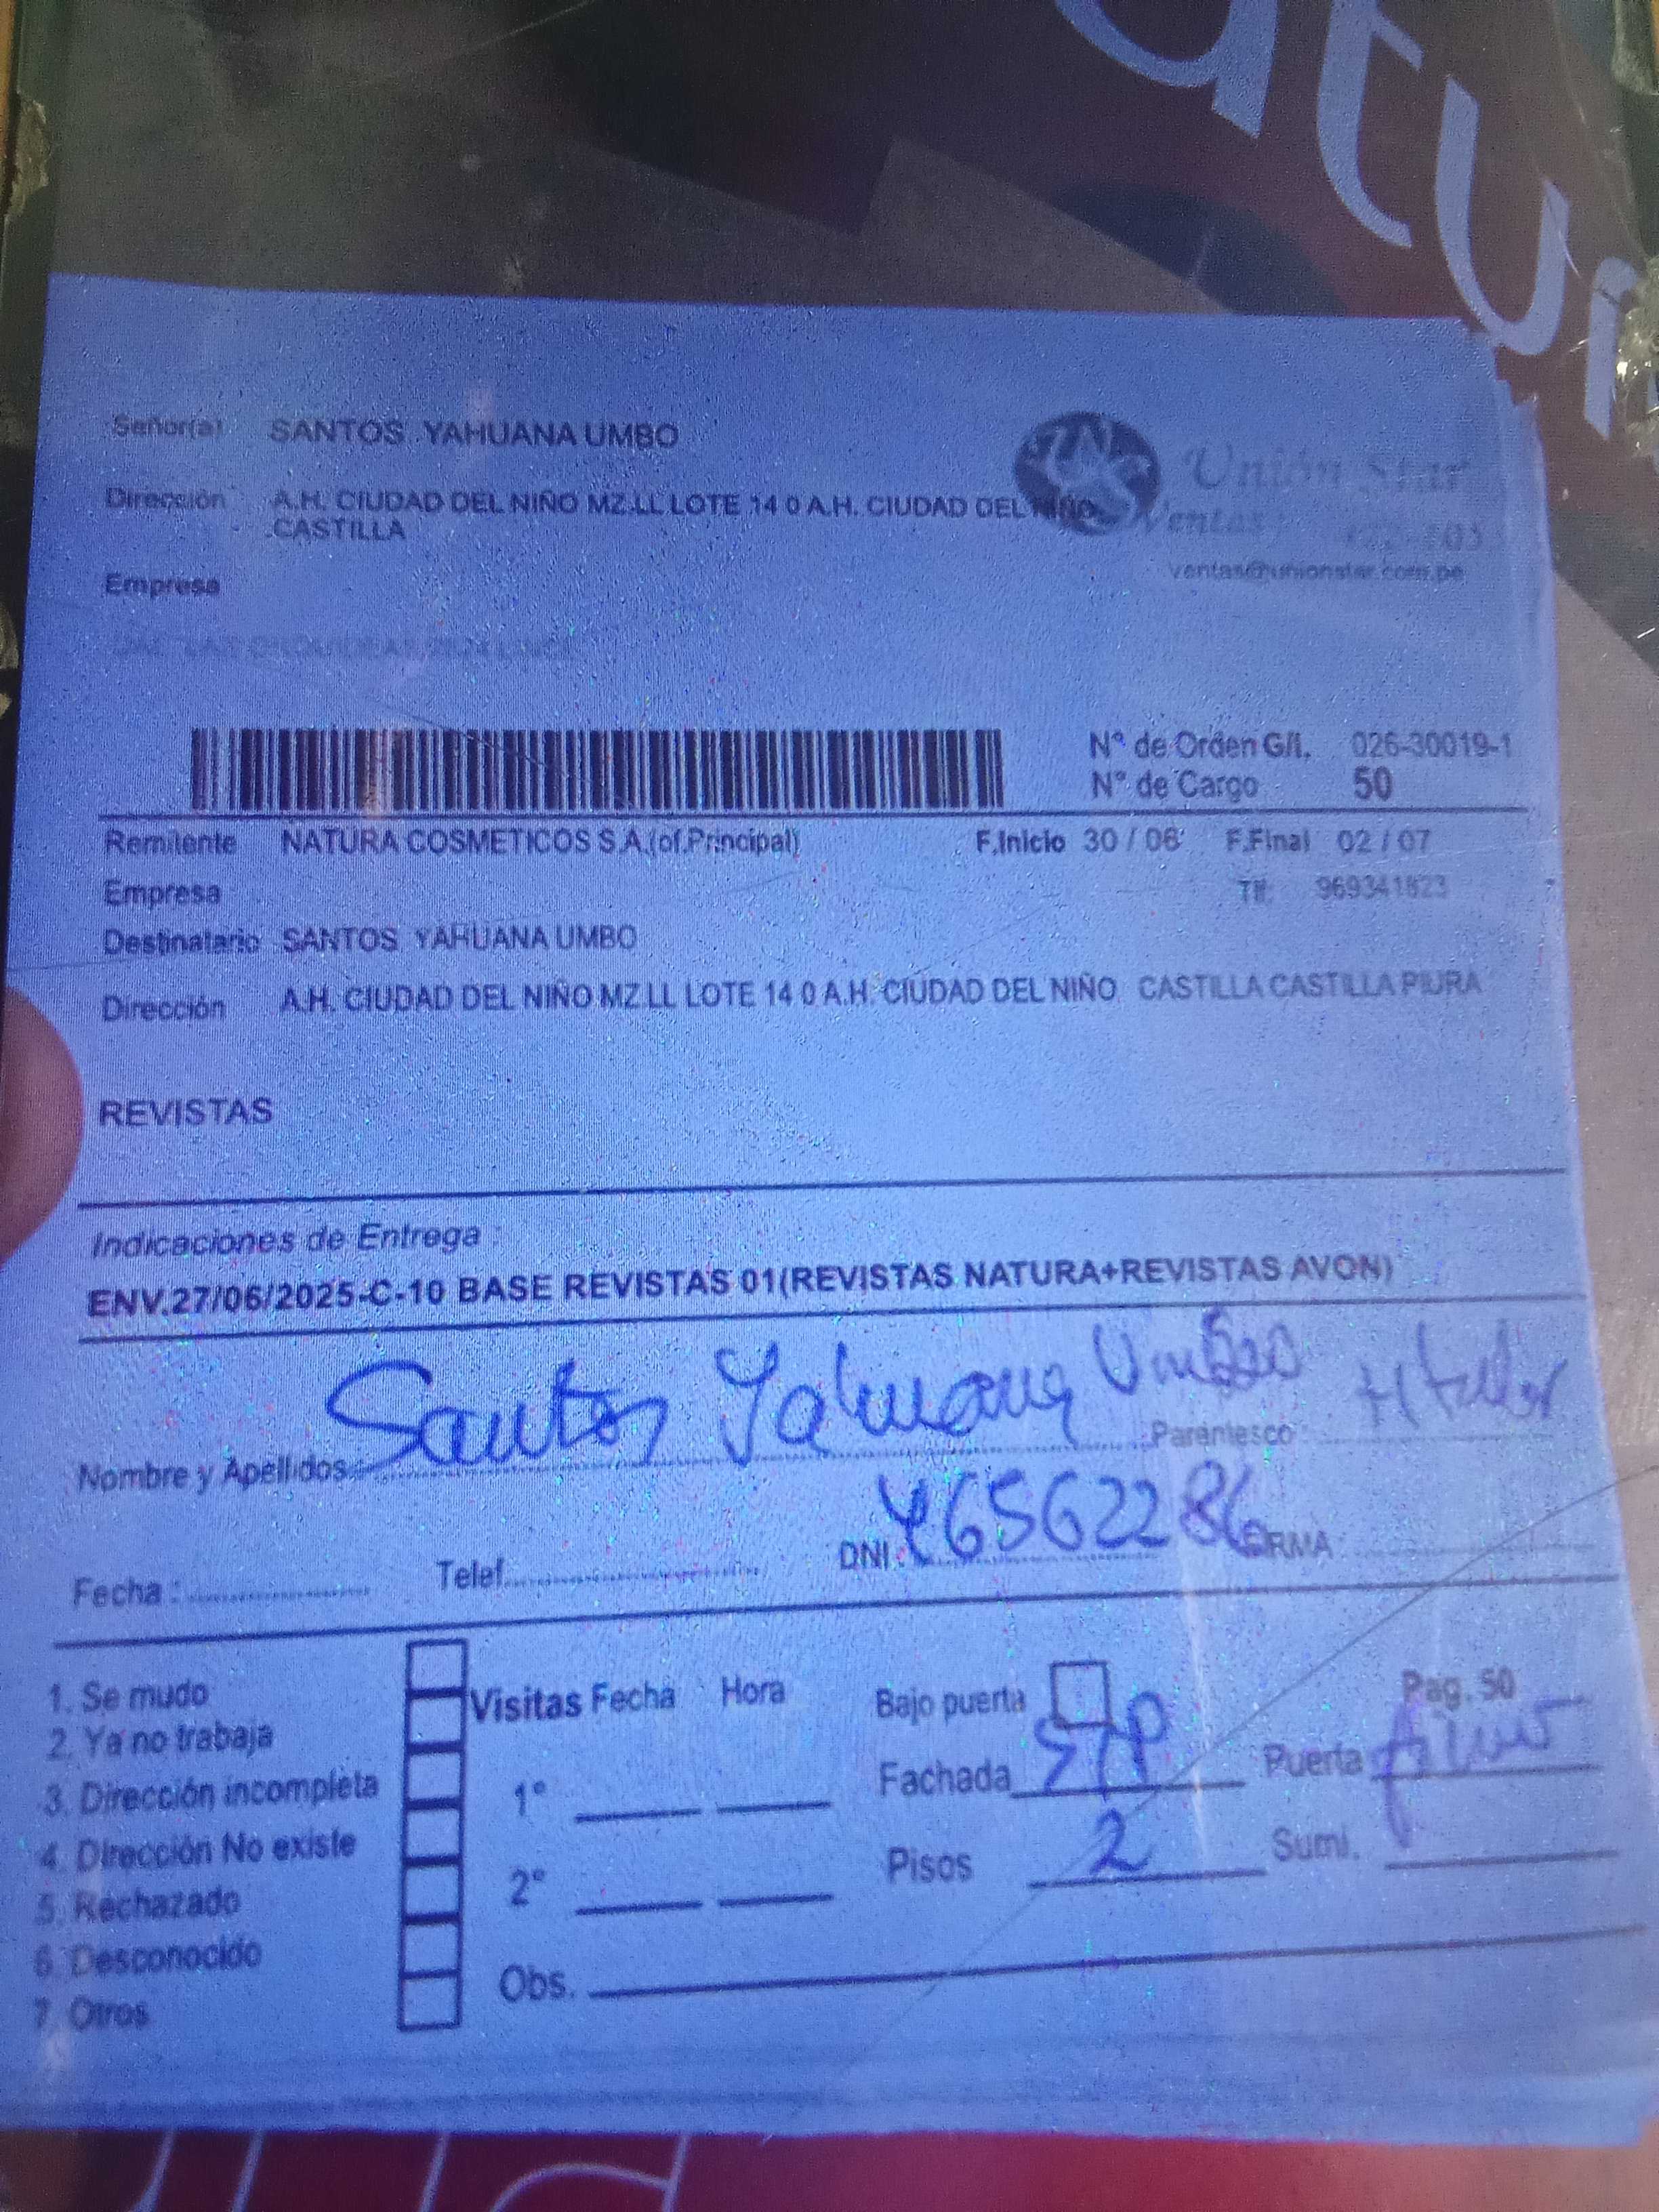 atur
Señor(a) SANTOS YAHUANA UMBO
Unión Star
Dirección A.H. CIUDAD DEL NIÑO MZ.LL LOTE 14 0 A.H. CIUDAD DEL NIÑO
CASTILLA
Ventas
ventas@unionstar.com.pe
Empresa
N° de Orden G/I. 026-30019-1
N° de Cargo 50
Remitente NATURA COSMETICOS S.A.(of.Principal) F.Inicio 30 / 06 F.Final 02 / 07
Empresa Tlf. 969341823
Destinatario SANTOS YAHUANA UMBO
Dirección A.H. CIUDAD DEL NIÑO MZ LL LOTE 14 0 A.H. CIUDAD DEL NIÑO CASTILLA CASTILLA PIURA
REVISTAS
Indicaciones de Entrega :
ENV.27/06/2025-C-10 BASE REVISTAS 01(REVISTAS NATURA+REVISTAS AVON)
Nombre y Apellidos: Santos Yahuana Umbo Parentesco: titular
Fecha : Telef. DNI: 46562286 FIRMA :
1. Se mudo
2. Ya no trabaja
3. Dirección incompleta
4. Dirección No existe
5. Rechazado
6. Desconocido
7. Otros
Visitas Fecha Hora
1°
2°
Obs.
Bajo puerta Pag. 50
Fachada Puerta
Pisos 2 Sumi.